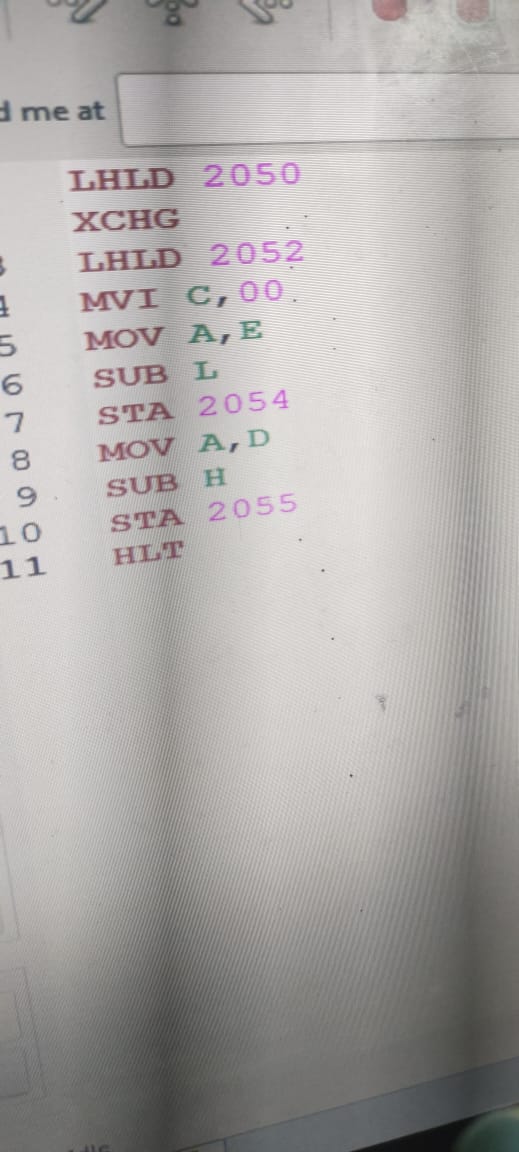 me at
LHLD 2050
XCHG
LHLD 2052
4 MVI C,00
5 MOV A,E
6 SUB L
7 STA 2054
8 MOV A,D
9 SUB H
10 STA 2055
11 HLT